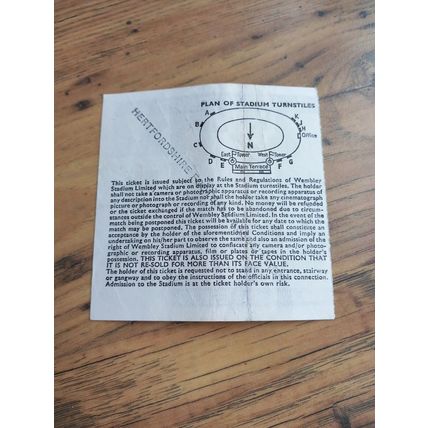 PLAN OF STADIUM TURNSTILES
HERTFORDSHIRE
A
B
C
D
E
F
G
H
J
K
Office
N
East Tower
West Tower
Main Terrace
This ticket is issued subject to the Rules and Regulations of Wembley
Stadium Limited which are on display at the Stadium turnstiles. The holder
shall not take a camera or photographic apparatus or recording apparatus of
any description into the Stadium nor shall the holder take any cinematograph
picture or photograph or recording of any kind. No money will be refunded
or the ticket exchanged if the match has to be abandoned due to circum-
stances outside the control of Wembley Stadium Limited. In the event of the
match being postponed this ticket will be available for any date to which the
match may be postponed. The possession of this ticket shall constitute an
acceptance by the holder of the aforementioned Conditions and imply an
undertaking on his/her part to observe the same and also an admission of the
right of Wembley Stadium to confiscate any camera and/or photo-
graphic or recording apparatus, film or plates or tapes in the holder's
possession. THIS TICKET IS ALSO ISSUED ON THE CONDITION THAT
IT IS NOT RE-SOLD FOR MORE THAN ITS FACE VALUE.
The holder of this ticket is requested not to stand in any entrance, stairway
or gangway and to obey the instructions of the officials in this connection.
Admission to the Stadium is at the ticket holder's own risk.